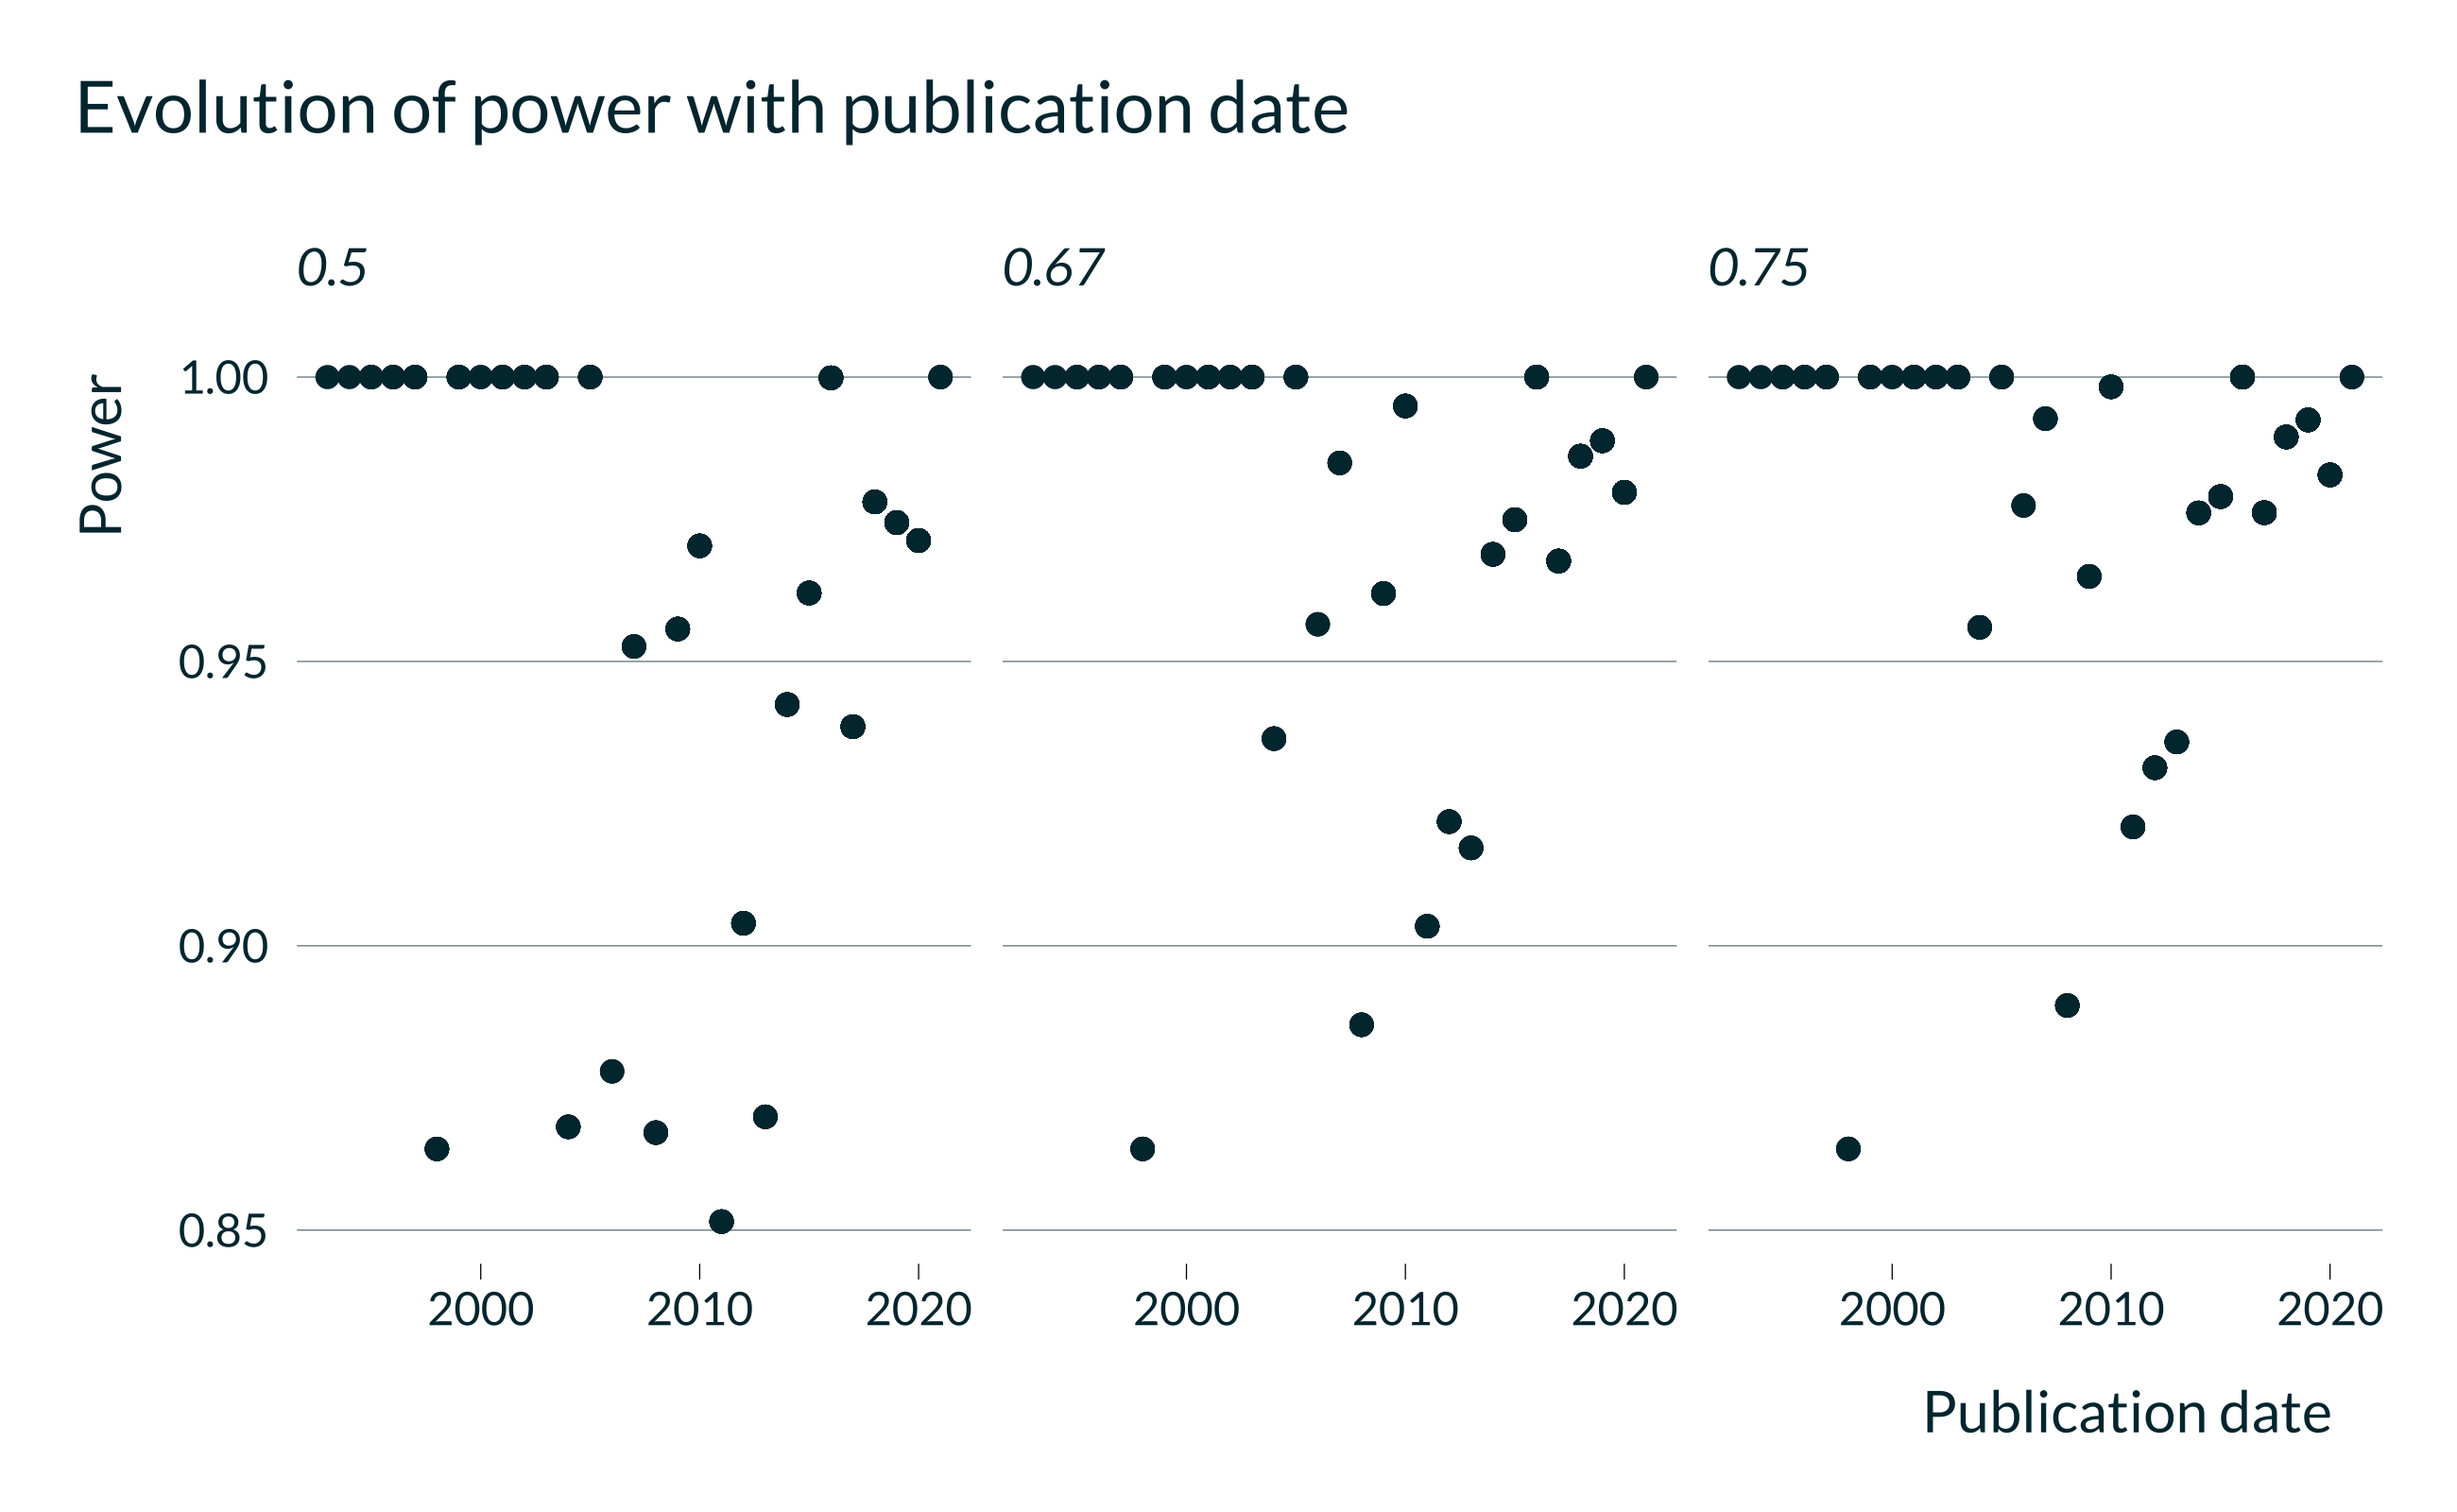 Evolution of power with publication date
0.5 0.67 0.75
Power
1.00
0.95
0.90
0.85
2000 2010 2020 2000 2010 2020 2000 2010 2020
Publication date